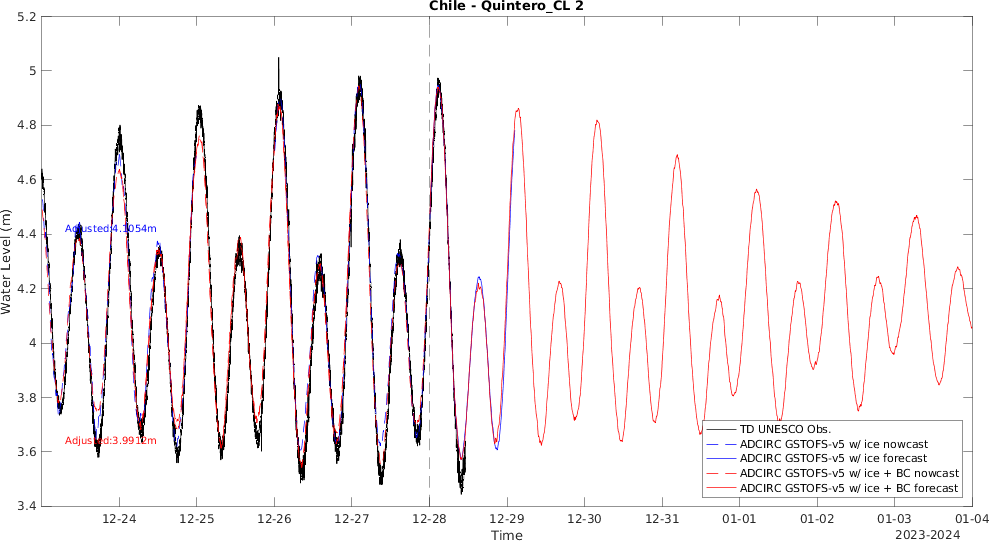 Chile - Quintero_CL 2
5.2
5
4.8
4.6
4.4
4.2
4
3.8
3.6
3.4
Water Level (m)
Adjusted:4.1054m
Adjusted:3.9912m
TD UNESCO Obs.
ADCIRC GSTOFS-v5 w/ ice nowcast
ADCIRC GSTOFS-v5 w/ ice forecast
ADCIRC GSTOFS-v5 w/ ice + BC nowcast
ADCIRC GSTOFS-v5 w/ ice + BC forecast
12-24 12-25 12-26 12-27 12-28 12-29 12-30 12-31 01-01 01-02 01-03 01-04
Time
2023-2024